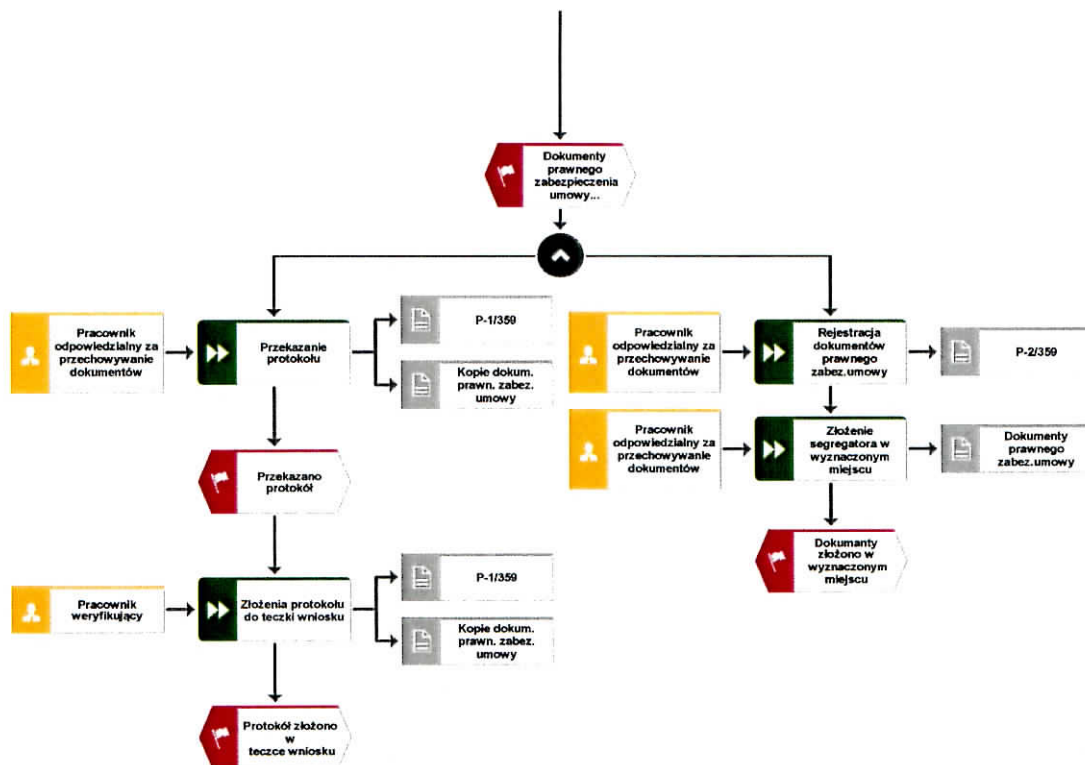 Dokumenty
prawnego
zabezpieczenia
umowy...
Pracownik
odpowiedzialny za
przechowywanie
dokumentów
Przekazanie
protokołu
P-1/359
Kopie dokum.
prawn. zabez.
umowy
Przekazano
protokół
Pracownik
weryfikujący
Złożenia protokołu
do teczki wniosku
P-1/359
Kopie dokum.
prawn. zabez.
umowy
Protokół złożono
w
teczce wniosku
Pracownik
odpowiedzialny za
przechowywanie
dokumentów
Rejestracja
dokumentów
prawnego
zabez.umowy
P-2/359
Pracownik
odpowiedzialny za
przechowywanie
dokumentów
Złożenie
segregatora w
wyznaczonym
miejscu
Dokumenty
prawnego
zabez.umowy
Dokumanty
złożono w
wyznaczonym
miejscu